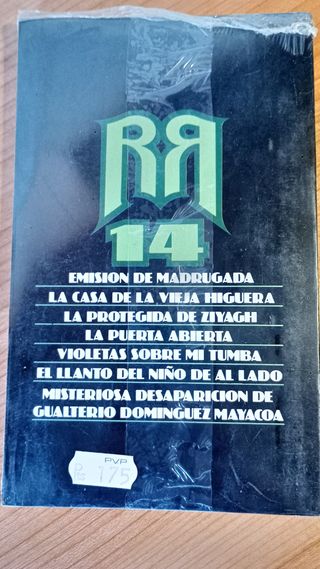 RR
14
EMISION DE MADRUGADA
LA CASA DE LA VIEJA HIGUERA
LA PROTEGIDA DE ZIYAGH
LA PUERTA ABIERTA
VIOLETAS SOBRE MI TUMBA
EL LLANTO DEL NIÑO DE AL LADO
MISTERIOSA DESAPARICION DE
GUALTERIO DOMINGUEZ MAYACOA
PVP
175